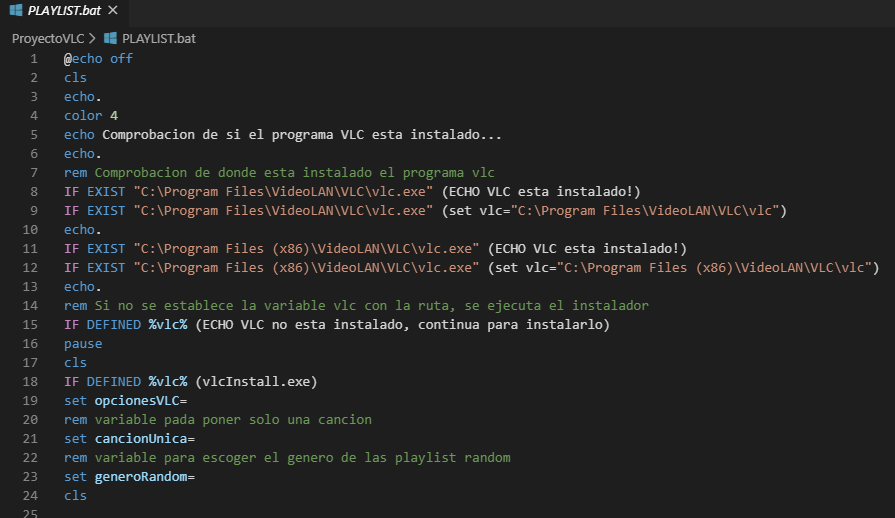 PLAYLIST.bat
ProyectoVLC > PLAYLIST.bat
1 @echo off
2 cls
3 echo.
4 color 4
5 echo Comprobacion de si el programa VLC esta instalado...
6 echo.
7 rem Comprobacion de donde esta instalado el programa vlc
8 IF EXIST "C:\Program Files\VideoLAN\VLC\vlc.exe" (ECHO VLC esta instalado!)
9 IF EXIST "C:\Program Files\VideoLAN\VLC\vlc.exe" (set vlc="C:\Program Files\VideoLAN\VLC\vlc")
10 echo.
11 IF EXIST "C:\Program Files (x86)\VideoLAN\VLC\vlc.exe" (ECHO VLC esta instalado!)
12 IF EXIST "C:\Program Files (x86)\VideoLAN\VLC\vlc.exe" (set vlc="C:\Program Files (x86)\VideoLAN\VLC\vlc")
13 echo.
14 rem Si no se establece la variable vlc con la ruta, se ejecuta el instalador
15 IF DEFINED %vlc% (ECHO VLC no esta instalado, continua para instalarlo)
16 pause
17 cls
18 IF DEFINED %vlc% (vlcInstall.exe)
19 set opcionesVLC=
20 rem variable pada poner solo una cancion
21 set cancionUnica=
22 rem variable para escoger el genero de las playlist random
23 set generoRandom=
24 cls
25